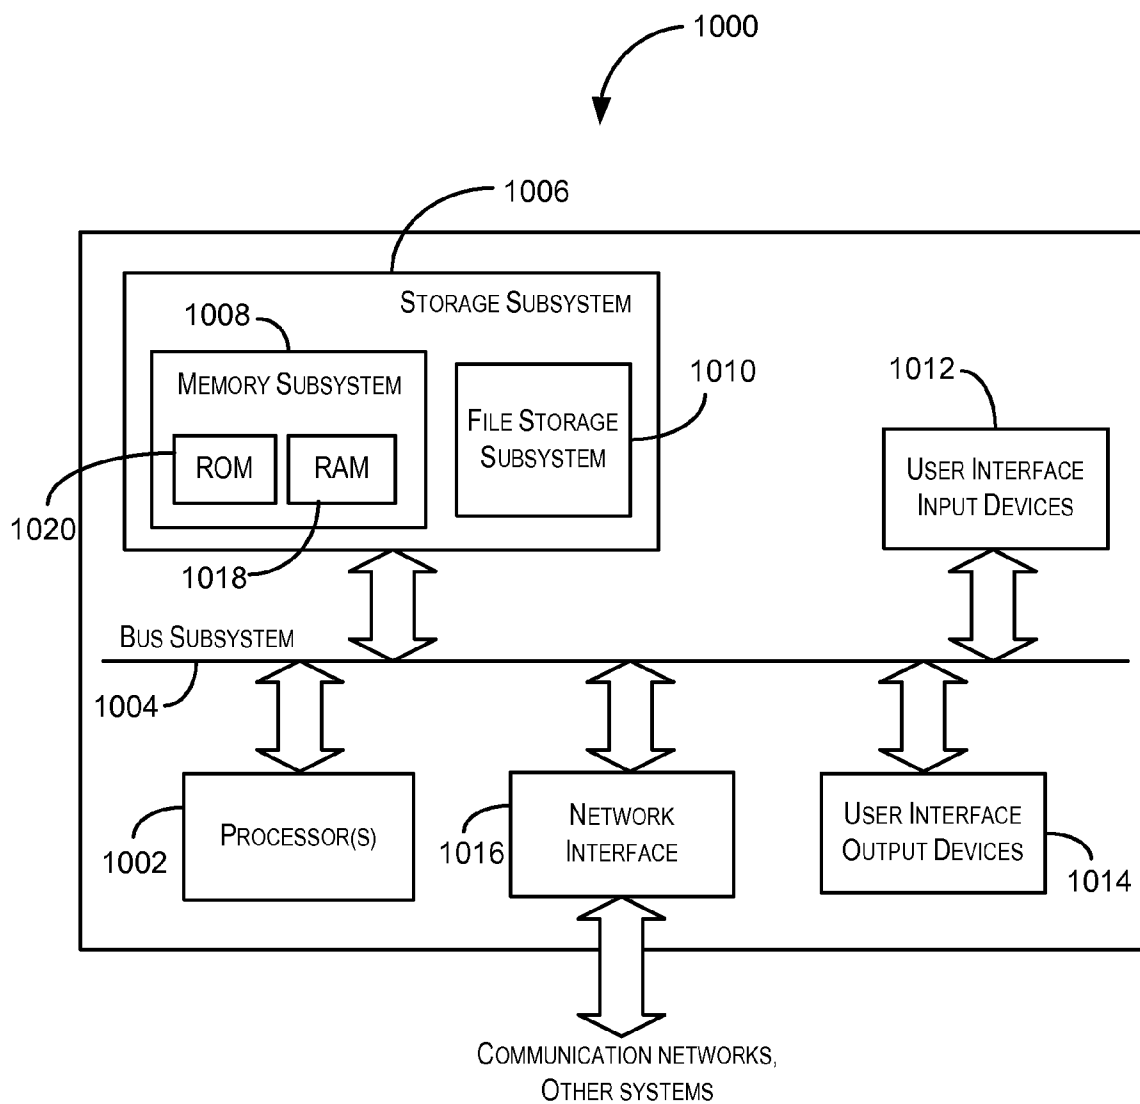 1000
1006
STORAGE SUBSYSTEM
1008
MEMORY SUBSYSTEM
1010
1012
FILE STORAGE
SUBSYSTEM
ROM
RAM
USER INTERFACE
INPUT DEVICES
1020
1018
BUS SUBSYSTEM
1004
PROCESSOR(S)
1002
NETWORK
INTERFACE
1016
USER INTERFACE
OUTPUT DEVICES
1014
COMMUNICATION NETWORKS,
OTHER SYSTEMS